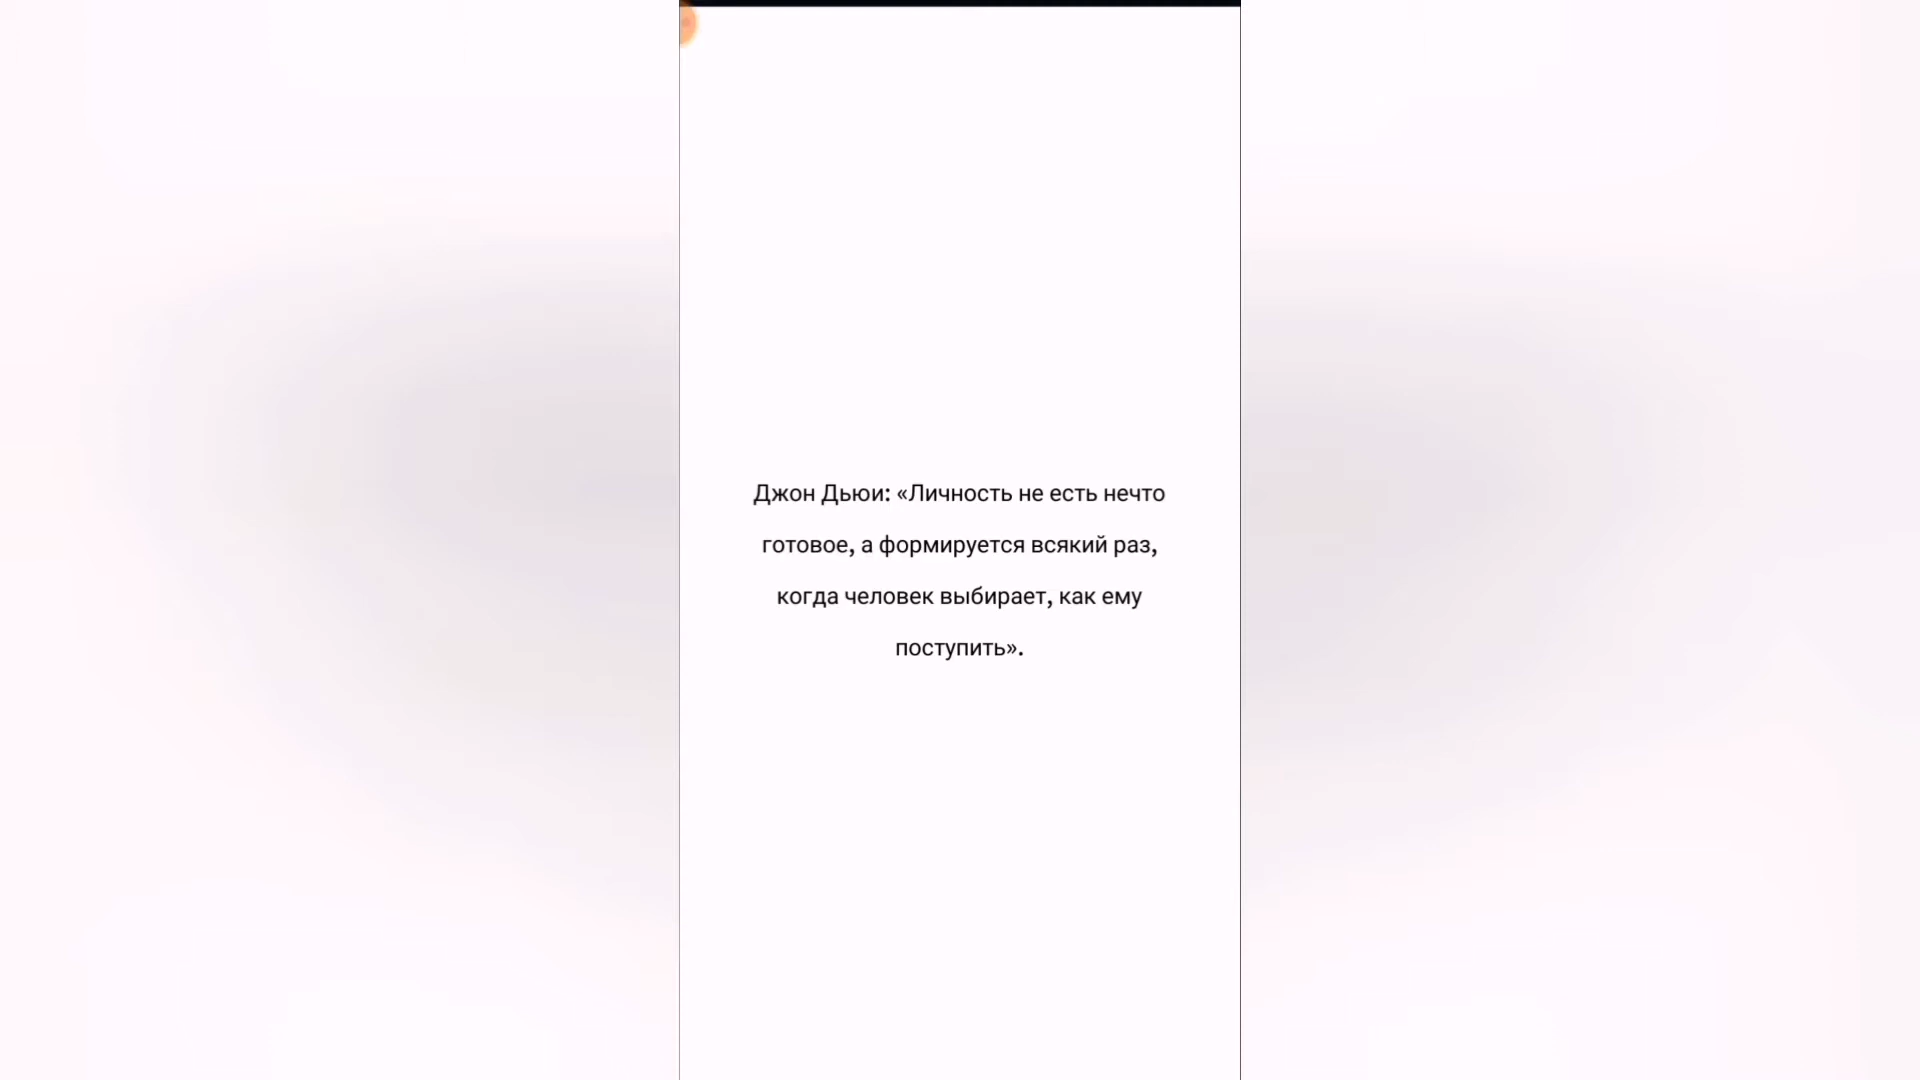 Джон Дьюи: «Личность не есть нечто
готовое, а формируется всякий раз,
когда человек выбирает, как ему
поступить».